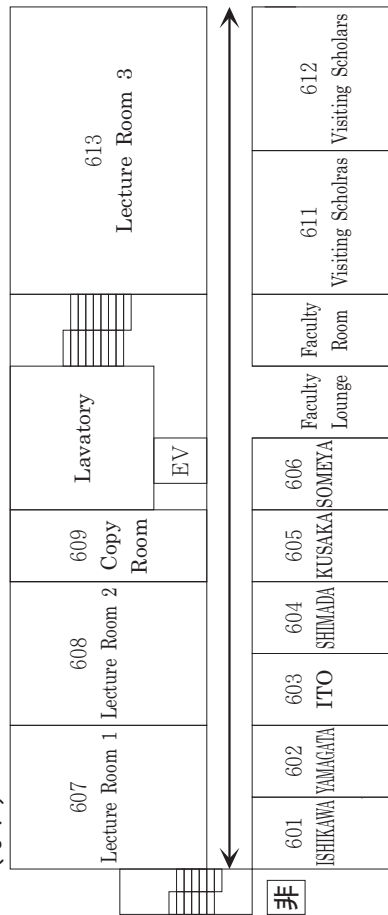 607
Lecture Room 1
608
Lecture Room 2
609
Copy
Room
Lavatory
EV
613
Lecture Room 3
601
ISHIKAWA
602
YAMAGATA
603
ITO
604
SHIMADA
605
KUSAKA
606
SOMEYA
Faculty
Lounge
Faculty
Room
611
Visiting Scholras
612
Visiting Scholars
非